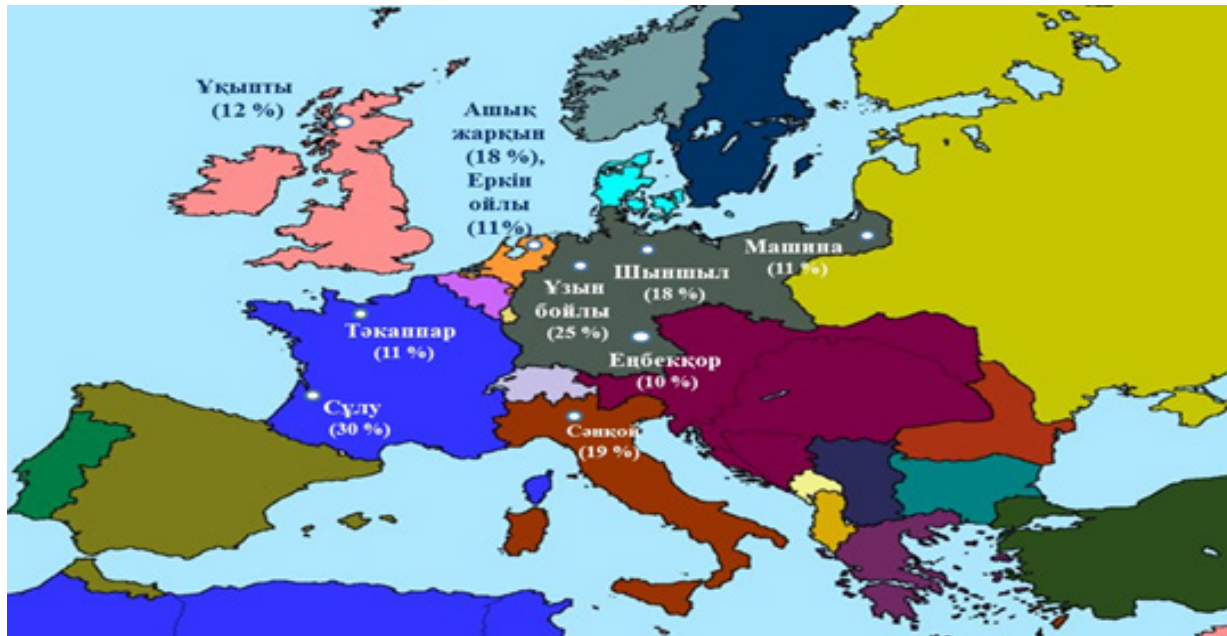 Ұқыпты
(12 %)
Ашық
жарқын
(18 %),
Еркін
ойлы
(11%)
Машина
(11 %)
Шыншыл
(18 %)
Ұзын
бойлы
(25 %)
Тәкаппар
(11 %)
Еңбекқор
(10 %)
Сұлу
(30 %)
Сәнқой
(19 %)